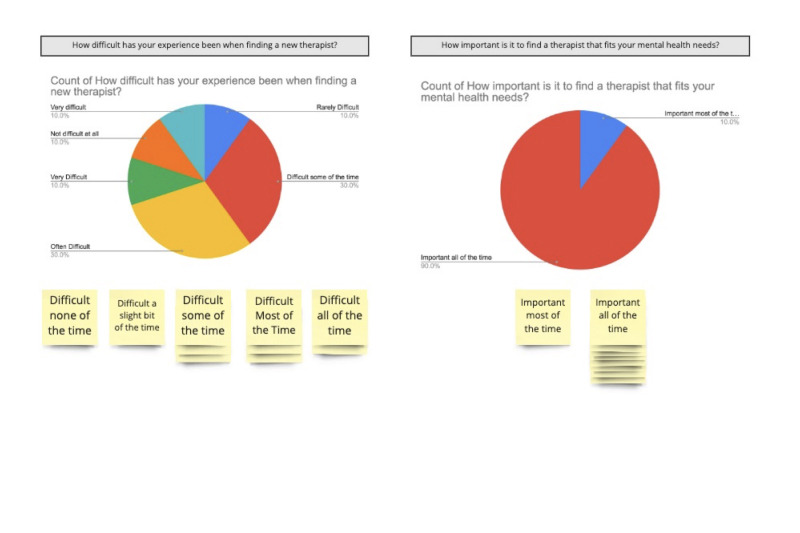 How difficult has your experience been when finding a new therapist?
Count of How difficult has your experience been when finding a
new therapist?
Very difficult
10.0%
Rarely Difficult
10.0%
Not difficult at all
10.0%
Very Difficult
10.0%
Difficult some of the time
30.0%
Often Difficult
30.0%
Difficult
none of
the time
Difficult a
slight bit
of the time
Difficult
some of
the time
Difficult
Most of
the Time
Difficult
all of the
time
How important is it to find a therapist that fits your mental health needs?
Count of How important is it to find a therapist that fits your
mental health needs?
Important most of the t...
10.0%
Important all of the time
90.0%
Important
most of
the time
Important
all of the
time